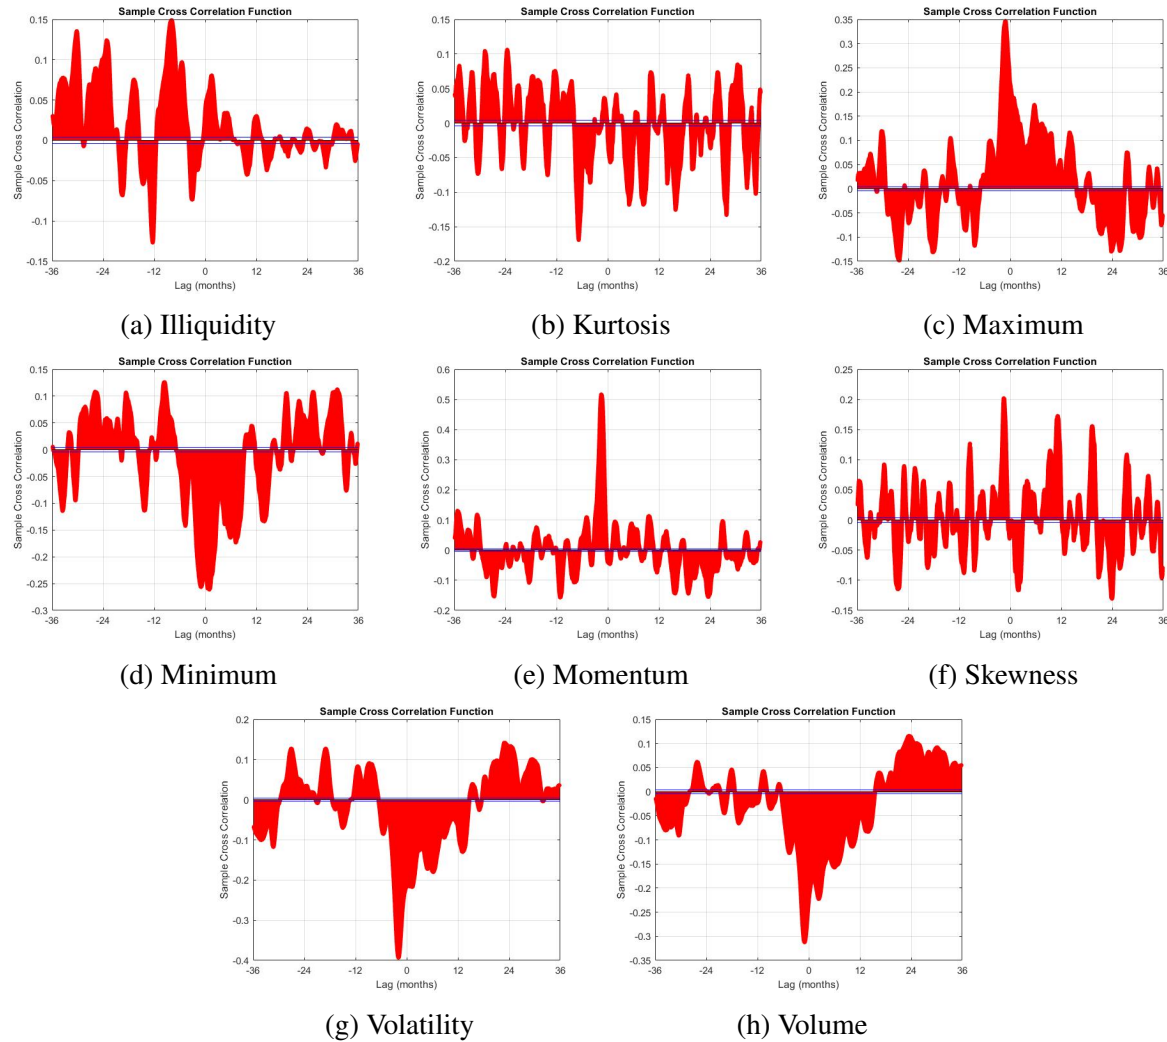 Sample Cross Correlation Function
0.15
0.1
0.05
0
-0.05
-0.1
-0.15
-36 -24 -12 0 12 24 36
Sample Cross Correlation
Lag (months)
(a) Illiquidity
Sample Cross Correlation Function
0.15
0.1
0.05
0
-0.05
-0.1
-0.15
-0.2
-36 -24 -12 0 12 24 36
Sample Cross Correlation
Lag (months)
(b) Kurtosis
Sample Cross Correlation Function
0.35
0.3
0.25
0.2
0.15
0.1
0.05
0
-0.05
-0.1
-0.15
-36 -24 -12 0 12 24 36
Sample Cross Correlation
Lag (months)
(c) Maximum
Sample Cross Correlation Function
0.15
0.1
0.05
0
-0.05
-0.1
-0.15
-0.2
-0.25
-0.3
-36 -24 -12 0 12 24 36
Sample Cross Correlation
Lag (months)
(d) Minimum
Sample Cross Correlation Function
0.6
0.5
0.4
0.3
0.2
0.1
0
-0.1
-0.2
-36 -24 -12 0 12 24 36
Sample Cross Correlation
Lag (months)
(e) Momentum
Sample Cross Correlation Function
0.25
0.2
0.15
0.1
0.05
0
-0.05
-0.1
-0.15
-36 -24 -12 0 12 24 36
Sample Cross Correlation
Lag (months)
(f) Skewness
Sample Cross Correlation Function
0.2
0.1
0
-0.1
-0.2
-0.3
-0.4
-36 -24 -12 0 12 24 36
Sample Cross Correlation
Lag (months)
(g) Volatility
Sample Cross Correlation Function
0.15
0.1
0.05
0
-0.05
-0.1
-0.15
-0.2
-0.25
-0.3
-0.35
-36 -24 -12 0 12 24 36
Sample Cross Correlation
Lag (months)
(h) Volume